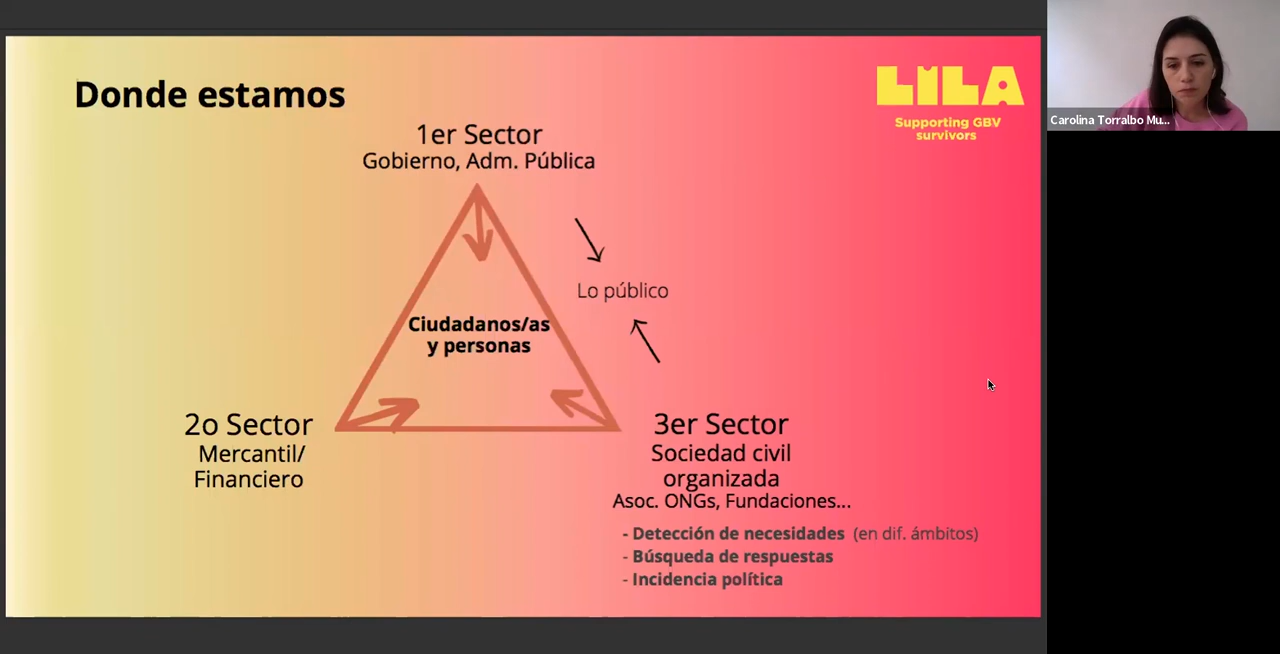 Donde estamos
LILA
Supporting GBV
survivors
1er Sector
Gobierno, Adm. Pública
Lo público
Ciudadanos/as
y personas
2o Sector
Mercantil/
Financiero
3er Sector
Sociedad civil
organizada
Asoc. ONGs, Fundaciones...
- Detección de necesidades (en dif. ámbitos)
- Búsqueda de respuestas
- Incidencia política
Carolina Torralbo Mu...